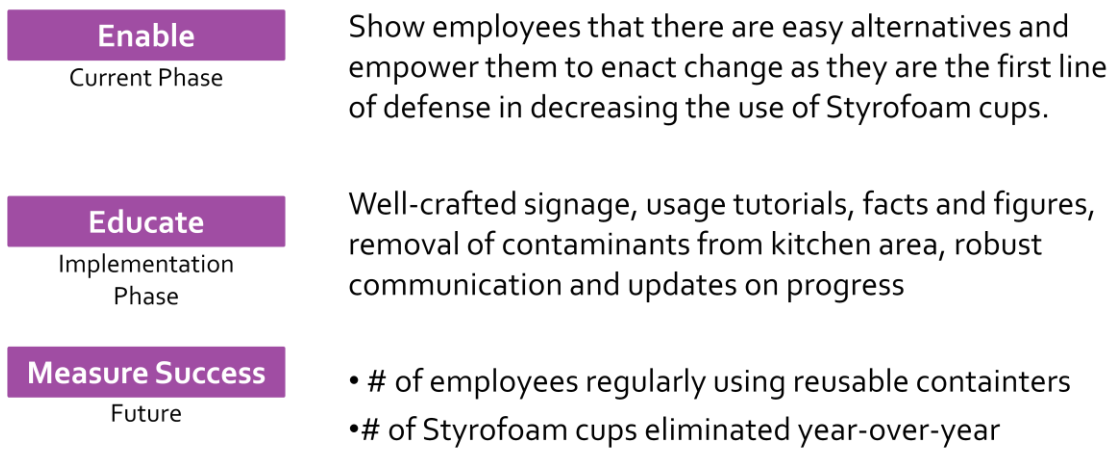 Enable
Current Phase
Show employees that there are easy alternatives and
empower them to enact change as they are the first line
of defense in decreasing the use of Styrofoam cups.
Educate
Implementation
Phase
Well-crafted signage, usage tutorials, facts and figures,
removal of contaminants from kitchen area, robust
communication and updates on progress
Measure Success
Future
• # of employees regularly using reusable containters
•# of Styrofoam cups eliminated year-over-year